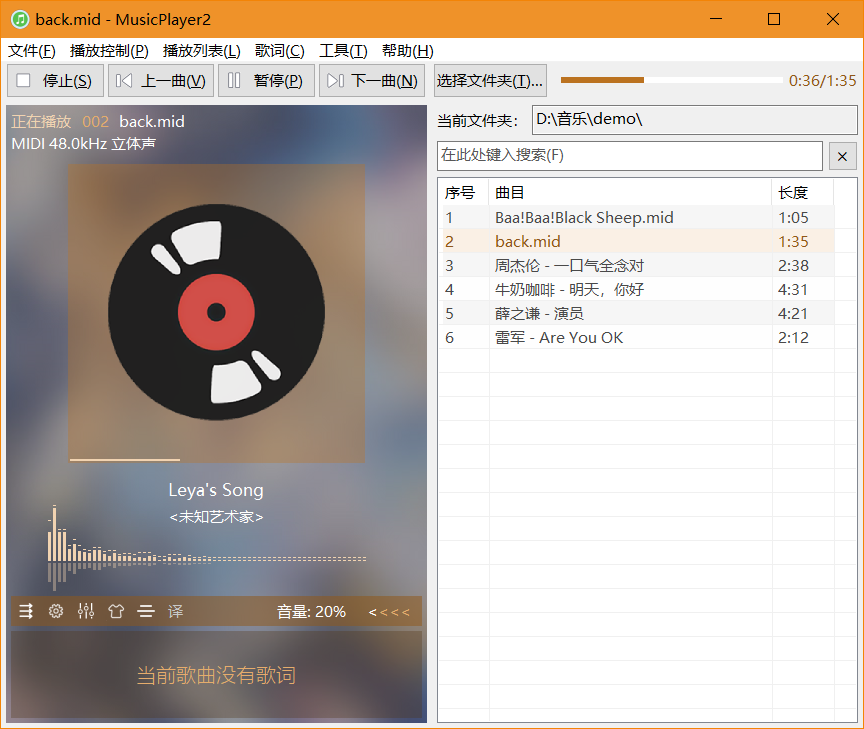 back.mid - MusicPlayer2
文件(F) 播放控制(P) 播放列表(L) 歌词(C) 工具(T) 帮助(H)
停止(S) 上一曲(V) 暂停(P) 下一曲(N) 选择文件夹(T)... 0:36/1:35
正在播放 002 back.mid
MIDI 48.0kHz 立体声
Leya's Song
<未知艺术家>
译 音量: 20% <<<<
当前歌曲没有歌词
当前文件夹: D:\音乐\demo\
在此处键入搜索(F)
序号 曲目 长度
1 Baa!Baa!Black Sheep.mid 1:05
2 back.mid 1:35
3 周杰伦 - 一口气全念对 2:38
4 牛奶咖啡 - 明天，你好 4:31
5 薛之谦 - 演员 4:21
6 雷军 - Are You OK 2:12